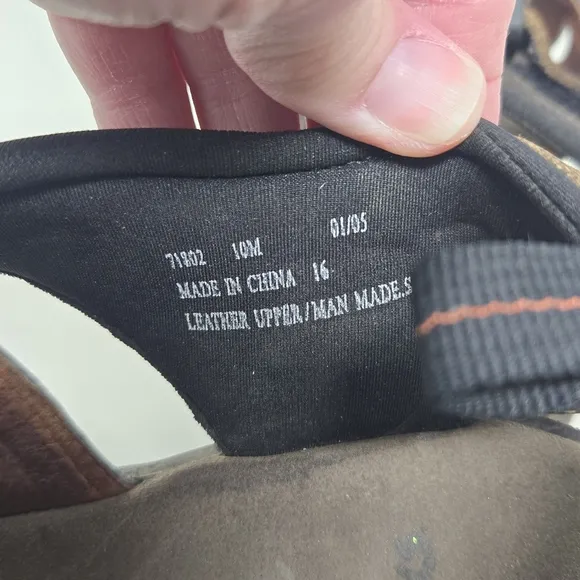 71802 10M 01/05
MADE IN CHINA 16
LEATHER UPPER/MAN MADE.S